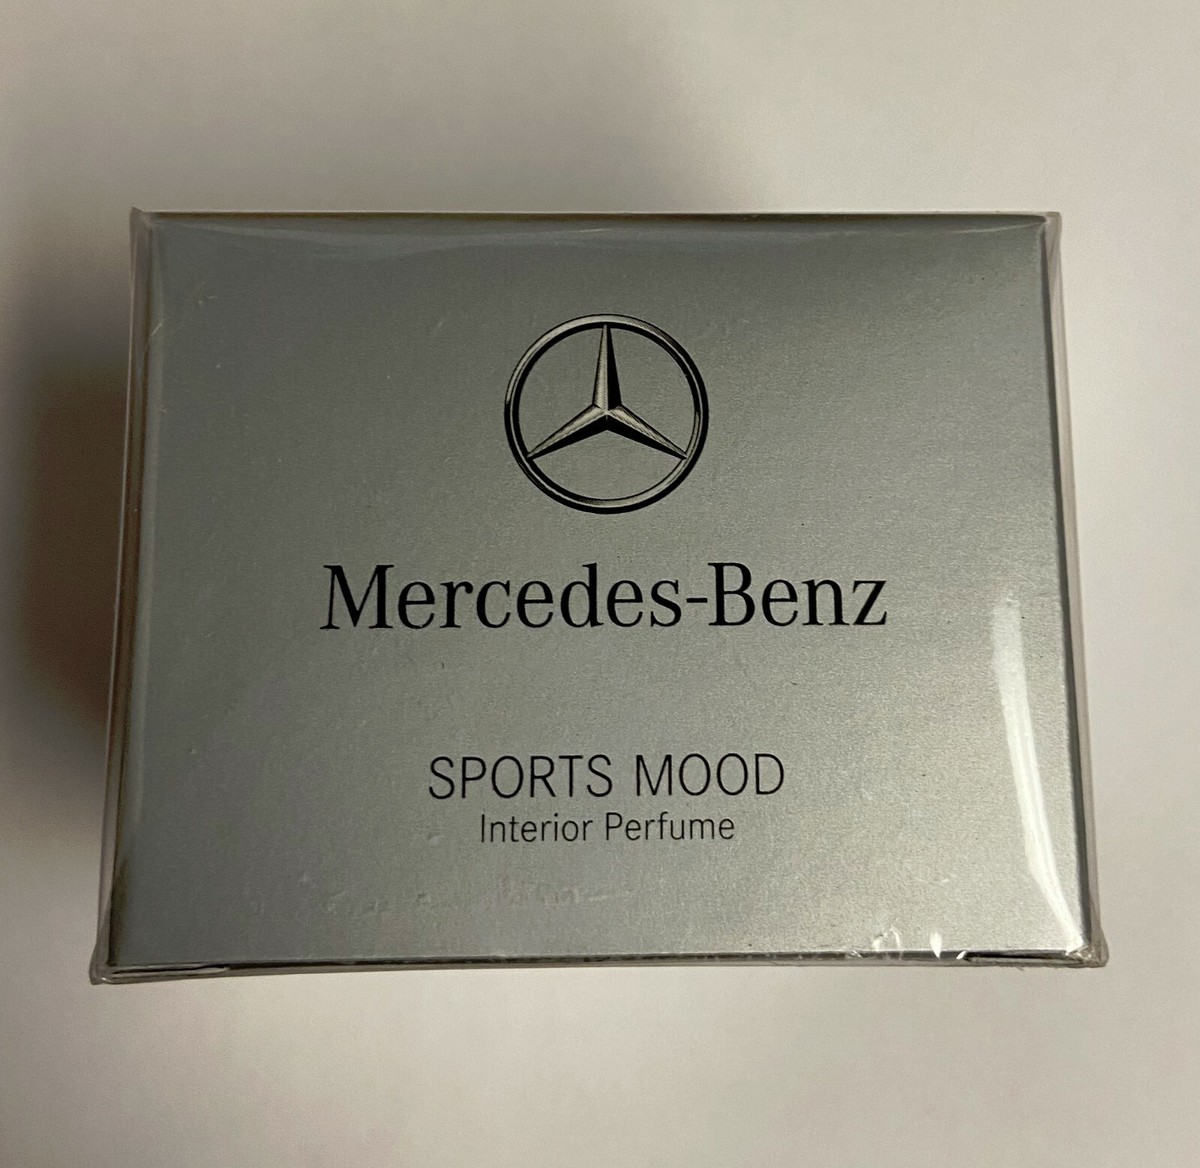 Mercedes-Benz
SPORTS MOOD
Interior Perfume